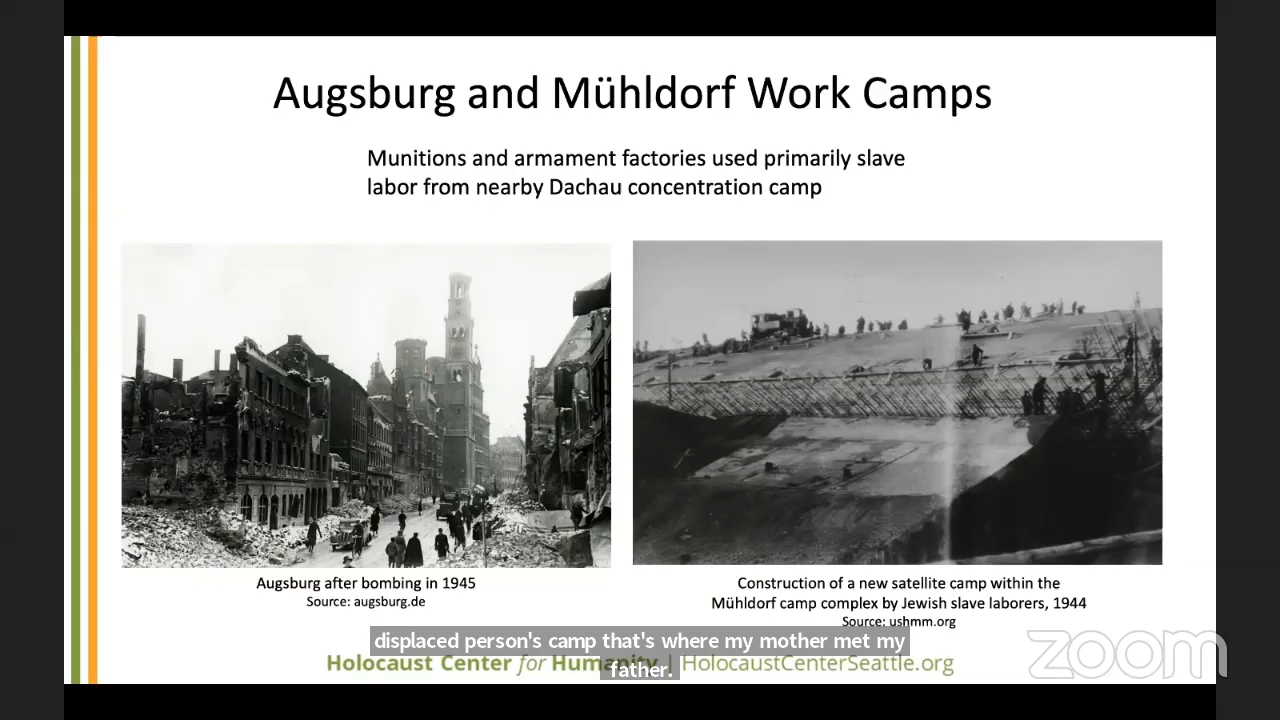 Augsburg and Mühldorf Work Camps
Munitions and armament factories used primarily slave
labor from nearby Dachau concentration camp
Augsburg after bombing in 1945
Source: augsburg.de
Construction of a new satellite camp within the
Mühldorf camp complex by Jewish slave laborers, 1944
Source: ushmm.org
displaced person's camp that's where my mother met my
father.
Holocaust Center for Humanity | HolocaustCenterSeattle.org
zoom